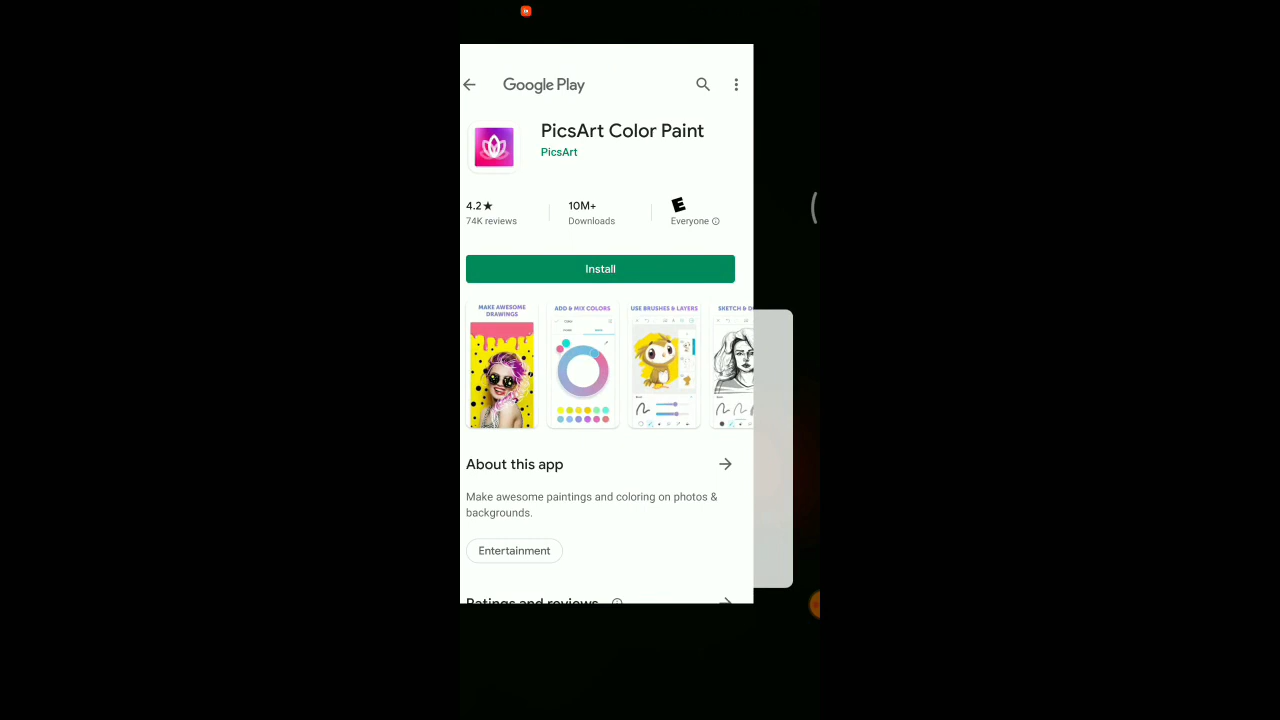 Google Play
PicsArt Color Paint
PicsArt
4.2★
10M+
E
74K reviews
Downloads
Everyone
Install
MAKE AWESOME
DRAWINGS
ADD & MIX COLORS
USE BRUSHES & LAYERS
SKETCH & D
About this app
Make awesome paintings and coloring on photos &
backgrounds.
Entertainment
Ratings and reviews